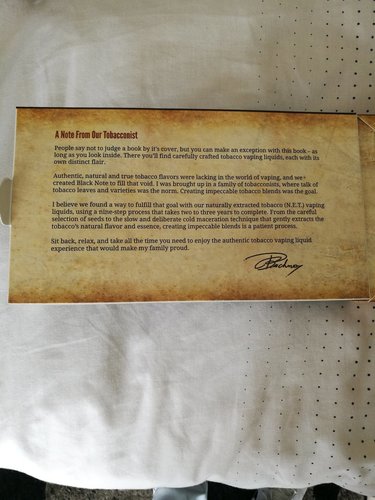 A Note From Our Tobacconist
People say not to judge a book by it's cover, but you can make an exception with this book – as
long as you look inside. There you'll find carefully crafted tobacco vaping liquids, each with its
own distinct flair.
Authentic, natural and true tobacco flavors were lacking in the world of vaping, and we
created Black Note to fill that void. I was brought up in a family of tobacconists, where talk of
tobacco leaves and varieties was the norm. Creating impeccable tobacco blends was the goal.
I believe we found a way to fulfill that goal with our naturally extracted tobacco (N.E.T.) vaping
liquids, using a nine-step process that takes two to three years to complete. From the careful
selection of seeds to the slow and deliberate cold maceration technique that gently extracts the
tobacco's natural flavor and essence, creating impeccable blends is a patient process.
Sit back, relax, and take all the time you need to enjoy the authentic tobacco vaping liquid
experience that would make my family proud.